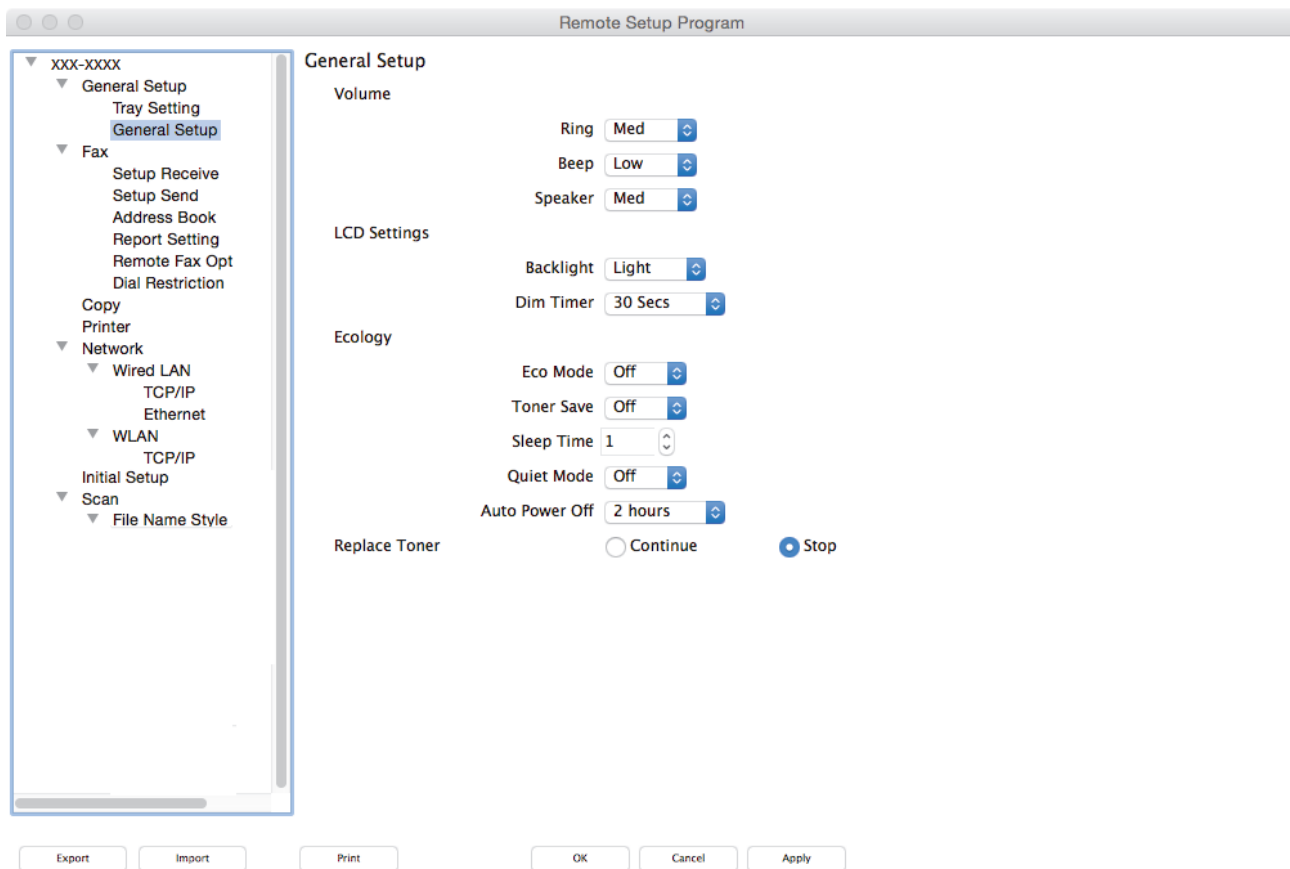 Remote Setup Program
XXX-XXXX
General Setup
Tray Setting
General Setup
Fax
Setup Receive
Setup Send
Address Book
Report Setting
Remote Fax Opt
Dial Restriction
Copy
Printer
Network
Wired LAN
TCP/IP
Ethernet
WLAN
TCP/IP
Initial Setup
Scan
File Name Style
General Setup
Volume
Ring Med
Beep Low
Speaker Med
LCD Settings
Backlight Light
Dim Timer 30 Secs
Ecology
Eco Mode Off
Toner Save Off
Sleep Time 1
Quiet Mode Off
Auto Power Off 2 hours
Replace Toner Continue Stop
Export Import Print OK Cancel Apply